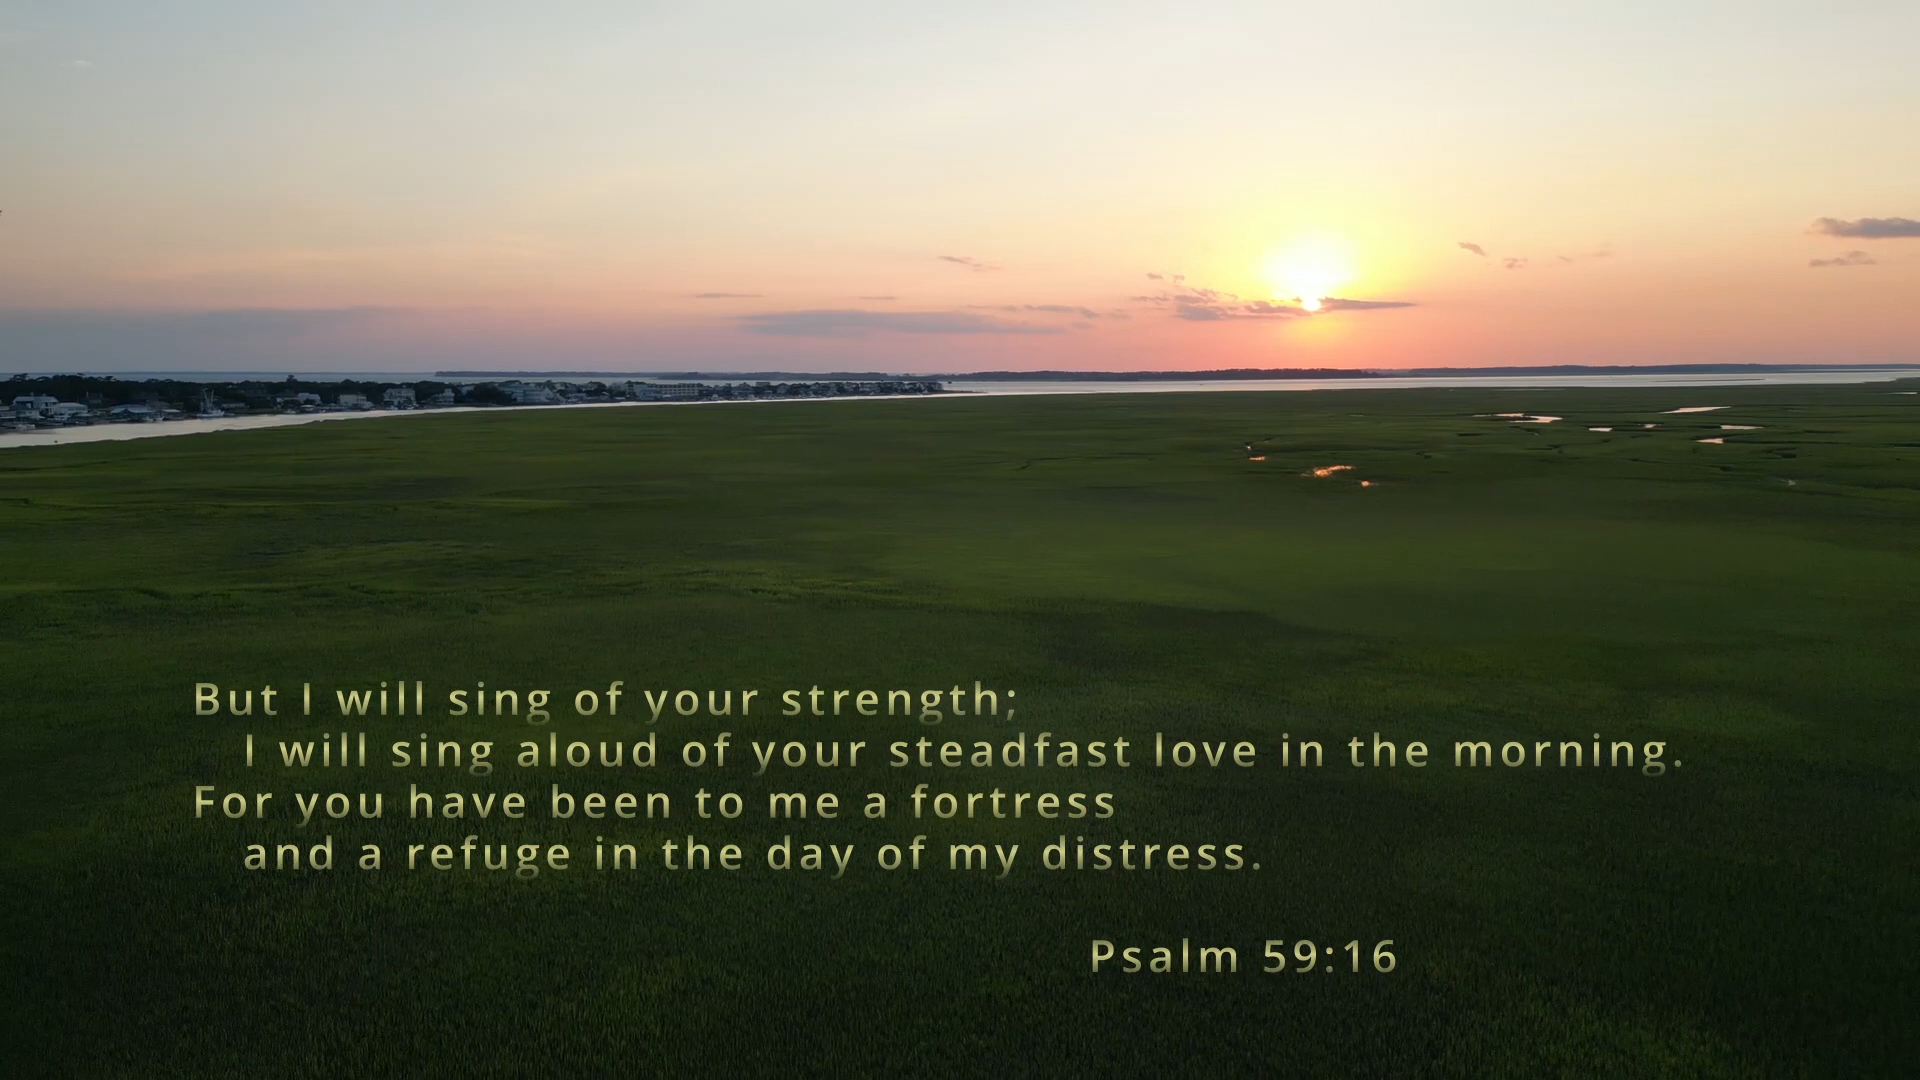 But I will sing of your strength;
I will sing aloud of your steadfast love in the morning.
For you have been to me a fortress
and a refuge in the day of my distress.
Psalm 59:16